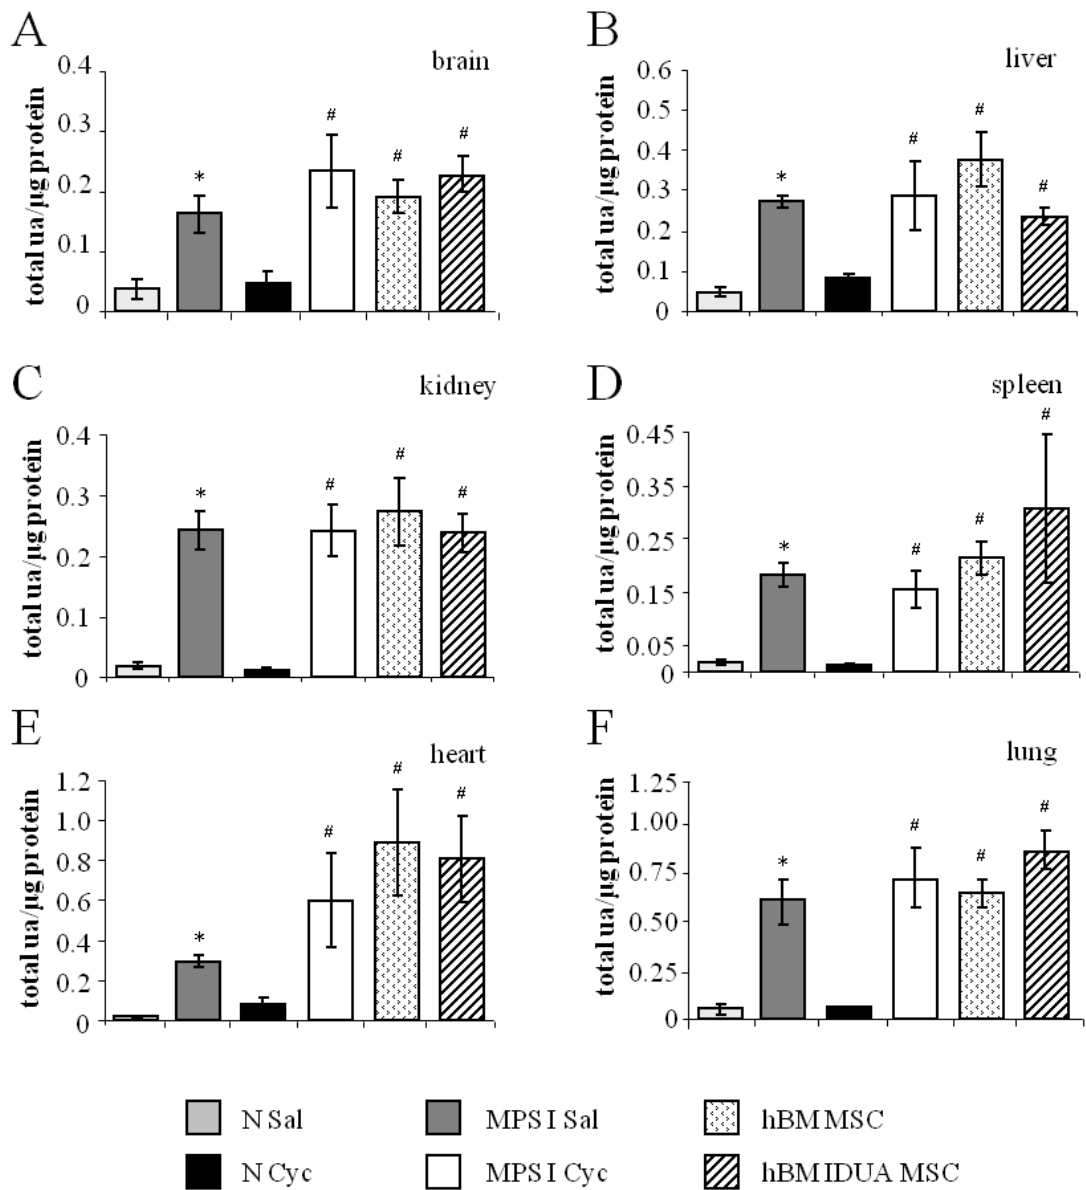 A
brain
total ua/µg protein
0.4
0.3
0.2
0.1
0
*
#
#
#
B
liver
total ua/µg protein
0.6
0.5
0.4
0.3
0.2
0.1
0
*
#
#
#
C
kidney
total ua/µg protein
0.4
0.3
0.2
0.1
0
*
#
#
#
D
spleen
total ua/µg protein
0.45
0.35
0.25
0.15
0.05
0
*
#
#
#
E
heart
total ua/µg protein
1.2
1.0
0.8
0.6
0.4
0.2
0
*
#
#
#
F
lung
total ua/µg protein
1.25
1.00
0.75
0.50
0.25
0
*
#
#
#
N Sal
MPS I Sal
hBM MSC
N Cyc
MPS I Cyc
hBM IDUA MSC